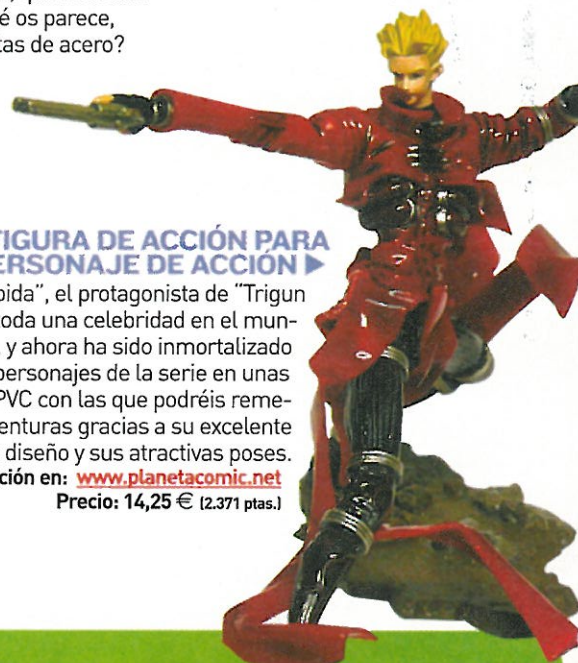 é os parece,
tas de acero?
FIGURA DE ACCIÓN PARA
ERSONAJE DE ACCIÓN ▶
bida", el protagonista de "Trigun
toda una celebridad en el mun-
y ahora ha sido inmortalizado
personajes de la serie en unas
PVC con las que podréis reme-
enturas gracias a su excelente
diseño y sus atractivas poses.
ción en: www.planetacomic.net
Precio: 14,25 € (2.371 ptas.)